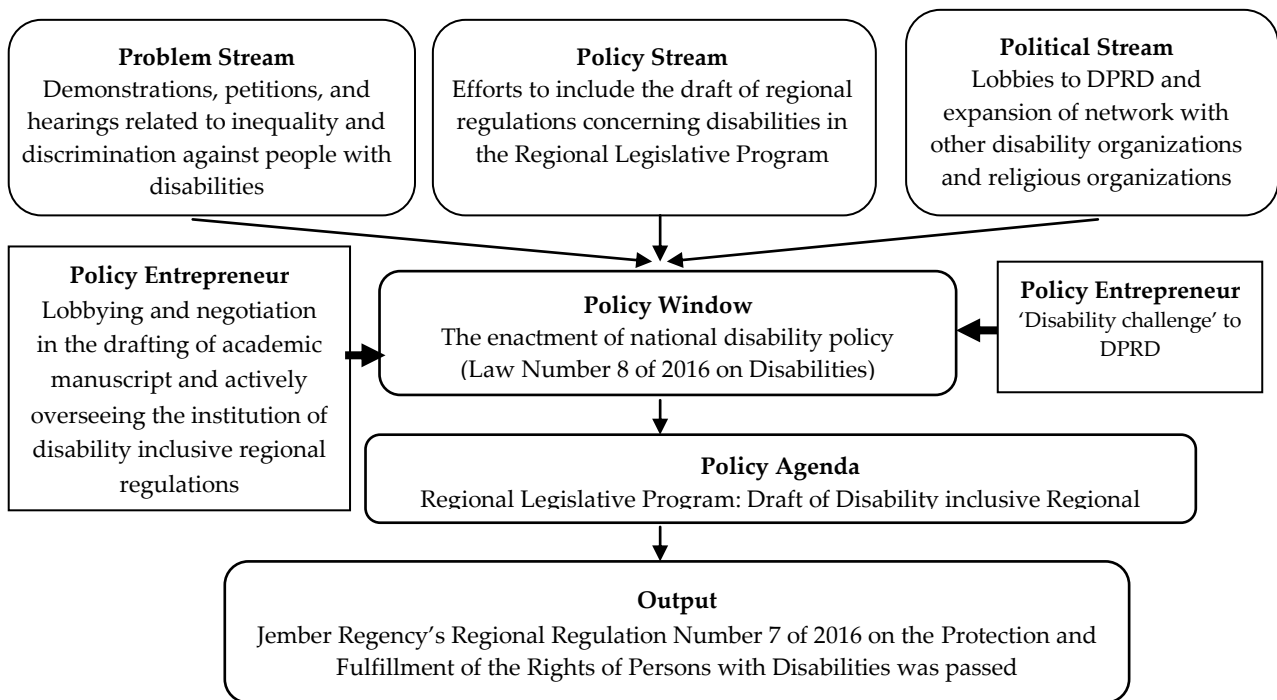 Problem Stream
Demonstrations, petitions, and
hearings related to inequality and
discrimination against people with
disabilities
Policy Stream
Efforts to include the draft of regional
regulations concerning disabilities in
the Regional Legislative Program
Political Stream
Lobbies to DPRD and
expansion of network with
other disability organizations
and religious organizations
Policy Entrepreneur
Lobbying and negotiation
in the drafting of academic
manuscript and actively
overseeing the institution of
disability inclusive regional
regulations
Policy Window
The enactment of national disability policy
(Law Number 8 of 2016 on Disabilities)
Policy Entrepreneur
‘Disability challenge’ to
DPRD
Policy Agenda
Regional Legislative Program: Draft of Disability inclusive Regional
Output
Jember Regency’s Regional Regulation Number 7 of 2016 on the Protection and
Fulfillment of the Rights of Persons with Disabilities was passed